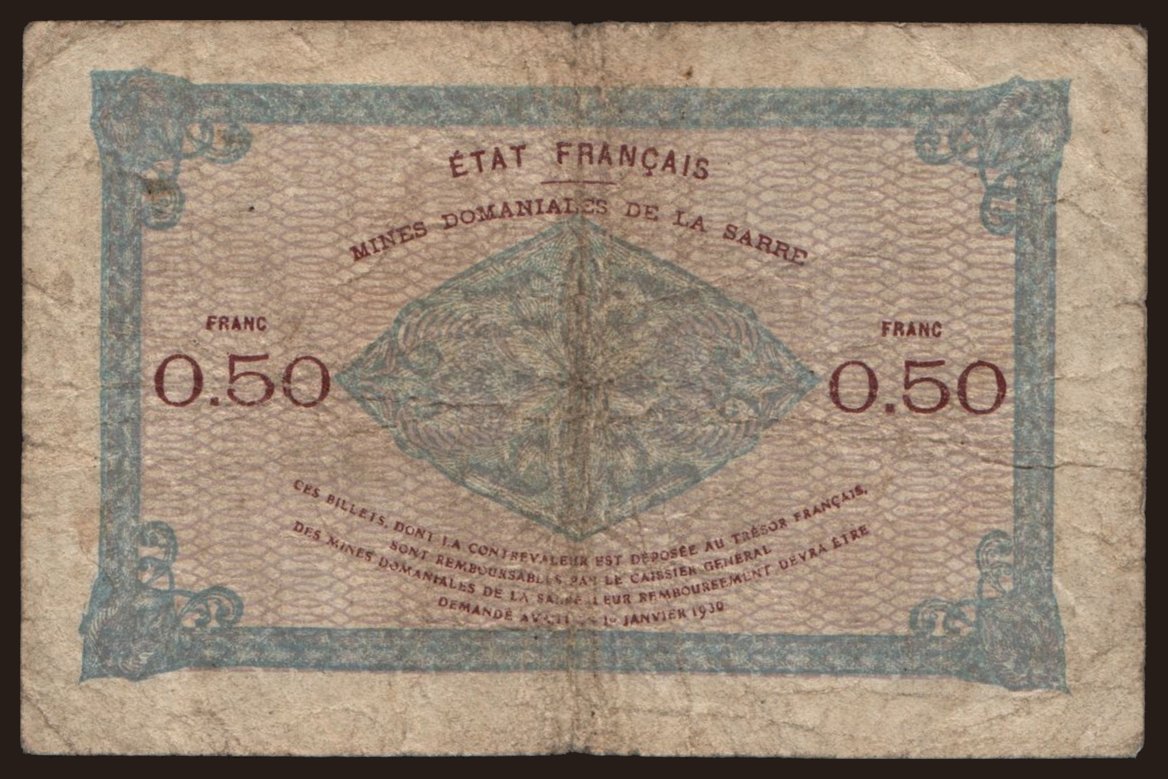 ÉTAT FRANÇAIS
MINES DOMANIALES DE LA SARRE
FRANC
0.50
FRANC
0.50
CES BILLETS, DONT LA CONTREVALEUR EST DÉPOSÉE AU TRÉSOR FRANÇAIS,
SONT REMBOURSABLES PAR LE CAISSIER GÉNÉRAL
DES MINES DOMANIALES DE LA SARRE LEUR REMBOURSEMENT DEVRA ÊTRE
DEMANDÉ 1er JANVIER 1930